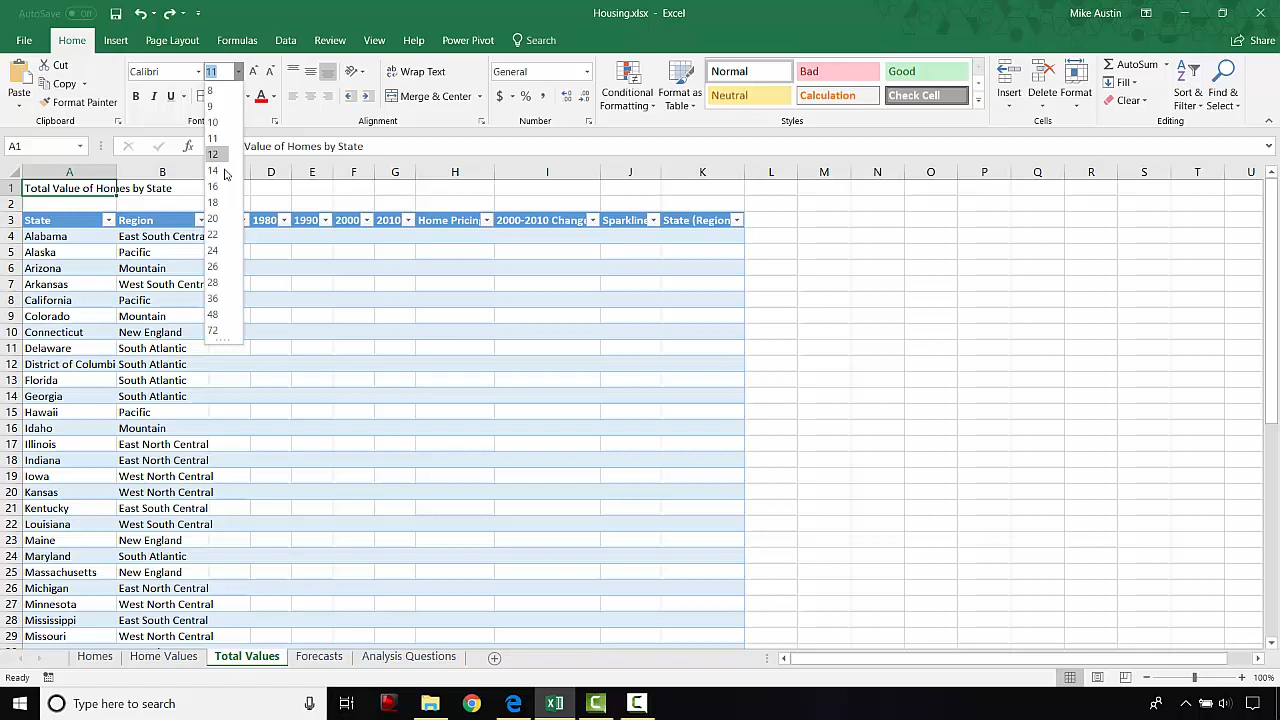 AutoSave Off
Housing.xlsx - Excel
Mike Austin
File Home Insert Page Layout Formulas Data Review View Help Power Pivot Search Share
Paste
Cut
Copy
Format Painter
Clipboard
Calibri 11
B I U
8
10
11
12
14
16
18
20
22
24
26
28
36
48
72
Wrap Text
Merge & Center
Alignment
General
$ % ,
Number
Conditional Formatting
Format as Table
Normal Bad Good
Neutral Calculation Check Cell
Styles
Insert Delete Format
Cells
AutoSum
Fill
Clear
Sort & Filter
Find & Select
Editing
A1 fx Value of Homes by State
A B D E F G H I J K L M N O P Q R S T U
1 Total Value of Homes by State
2
3 State Region 1980 1990 2000 2010 Home Pricing 2000-2010 Change Sparkline State (Region
4 Alabama East South Centra
5 Alaska Pacific
6 Arizona Mountain
7 Arkansas West South Centr
8 California Pacific
9 Colorado Mountain
10 Connecticut New England
11 Delaware South Atlantic
12 District of Columbi South Atlantic
13 Florida South Atlantic
14 Georgia South Atlantic
15 Hawaii Pacific
16 Idaho Mountain
17 Illinois East North Central
18 Indiana East North Central
19 Iowa West North Central
20 Kansas West North Central
21 Kentucky East South Central
22 Louisiana West South Central
23 Maine New England
24 Maryland South Atlantic
25 Massachusetts New England
26 Michigan East North Central
27 Minnesota West North Central
28 Mississippi East South Central
29 Missouri West North Central
Homes Home Values Total Values Forecasts Analysis Questions
Ready
100%
Type here to search